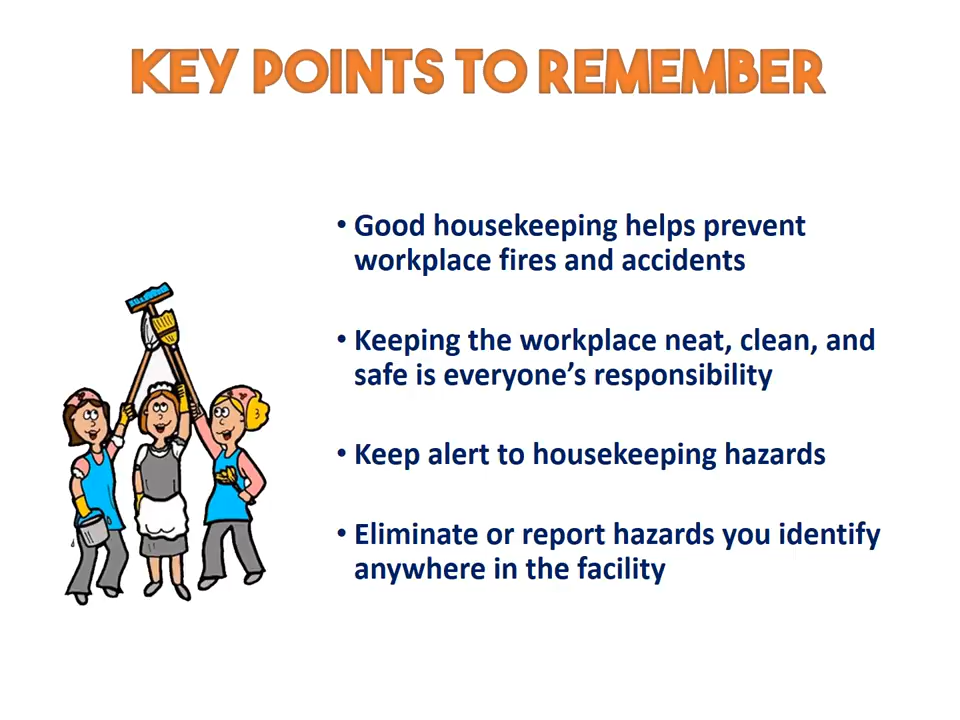 KEY POINTS TO REMEMBER
• Good housekeeping helps prevent
workplace fires and accidents
• Keeping the workplace neat, clean, and
safe is everyone’s responsibility
• Keep alert to housekeeping hazards
• Eliminate or report hazards you identify
anywhere in the facility